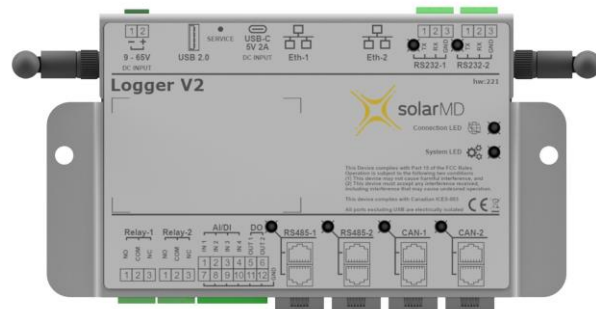 1 2
- +
9 - 65V
DC INPUT
USB 2.0
SERVICE
USB-C
5V 2A
DC INPUT
Eth-1
Eth-2
1 2 3
TX RX GND
RS232-1
1 2 3
TX RX GND
RS232-2
Logger V2
hw:221
solarMD
Connection LED
System LED
This Device complies with Part 15 of the FCC Rules
Operation is subject to the following two conditions
(1) This device may not cause harmful interference, and
(2) This device must accept any interference received,
including interference that may cause undesired operation.
This device complies with Canadian ICES-003
All ports excluding USB are electrically isolated
CE
Relay-1
NO COM NC
1 2 3
Relay-2
NO COM NC
1 2 3
AI/DI
DO
IN 1 IN 2 IN 3 IN 4 OUT 1 OUT 2
1 2 3 4 5 6
7 8 9 10 11 12
GND
RS485-1
RS485-2
CAN-1
CAN-2